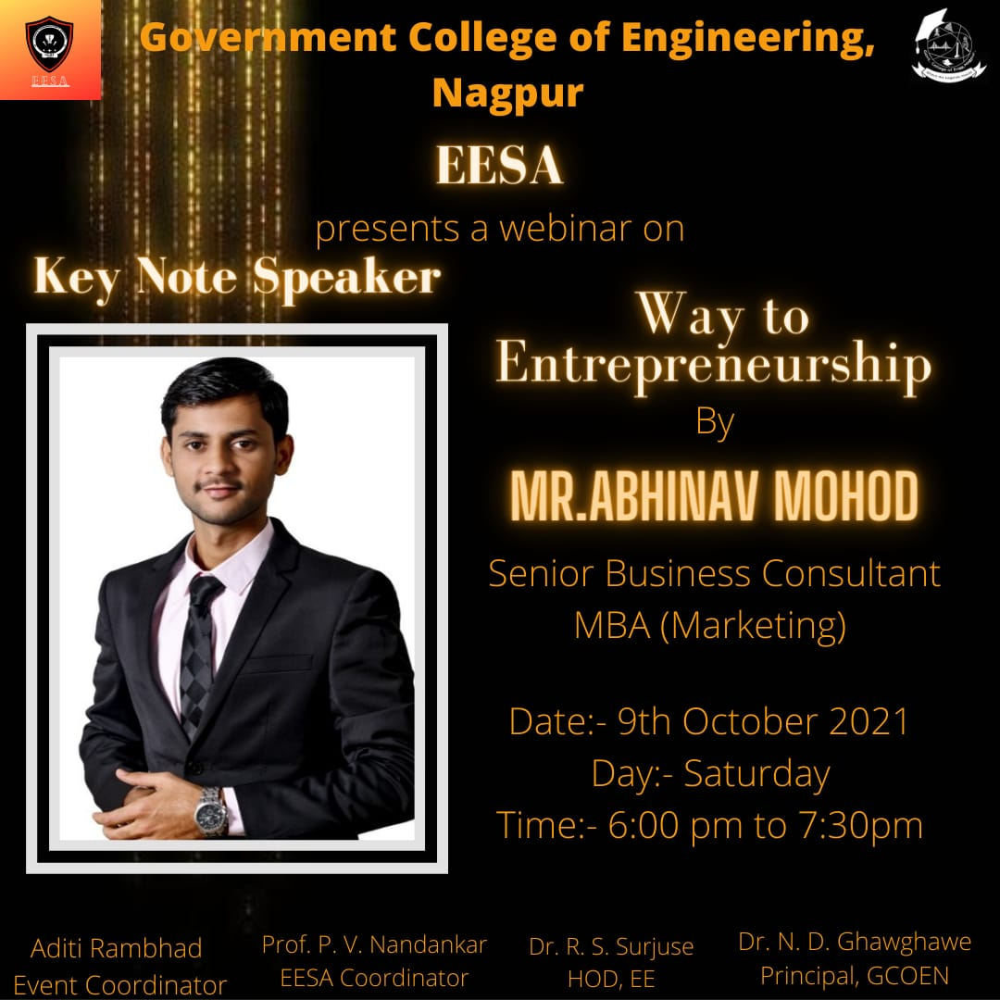 EESA
Government College of Engineering,
Nagpur
EESA
presents a webinar on
Key Note Speaker
Way to
Entrepreneurship
By
MR.ABHINAV MOHOD
Senior Business Consultant
MBA (Marketing)
Date:- 9th October 2021
Day:- Saturday
Time:- 6:00 pm to 7:30pm
Aditi Rambhad
Event Coordinator
Prof. P. V. Nandankar
EESA Coordinator
Dr. R. S. Surjuse
HOD, EE
Dr. N. D. Ghawghawe
Principal, GCOEN